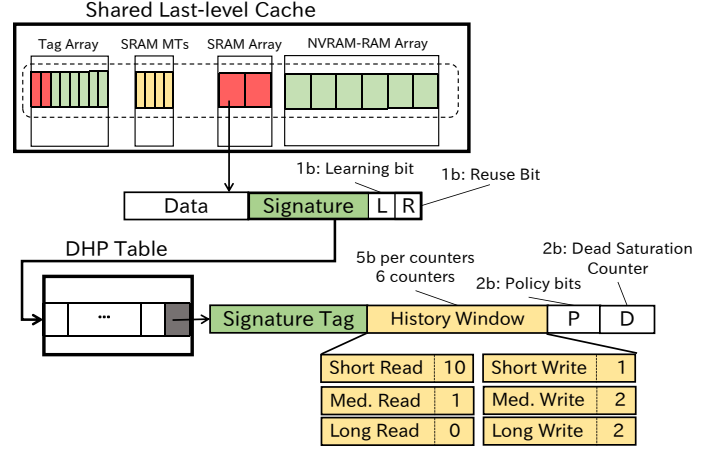 Shared Last-level Cache
Tag Array
SRAM MTs
SRAM Array
NVRAM-RAM Array
1b: Learning bit
1b: Reuse Bit
Data
Signature
L
R
DHP Table
5b per counters
6 counters
2b: Policy bits
2b: Dead Saturation
Counter
...
Signature Tag
History Window
P
D
Short Read 10
Short Write 1
Med. Read 1
Med. Write 2
Long Read 0
Long Write 2